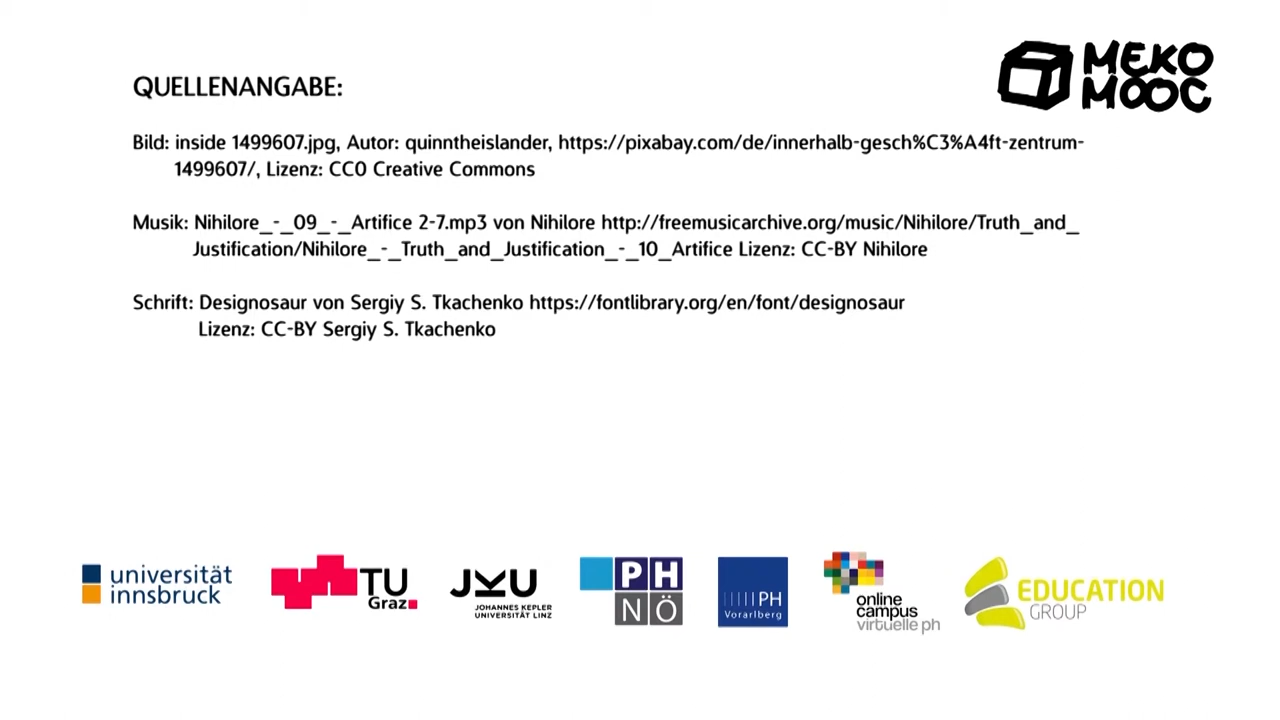 MEKO
MOOC
QUELLENANGABE:
Bild: inside 1499607.jpg, Autor: quinntheislander, https://pixabay.com/de/innerhalb-gesch%C3%A4ft-zentrum-
1499607/, Lizenz: CC0 Creative Commons
Musik: Nihilore_-_09_-_Artifice 2-7.mp3 von Nihilore http://freemusicarchive.org/music/Nihilore/Truth_and_
Justification/Nihilore_-_Truth_and_Justification_-_10_Artifice Lizenz: CC-BY Nihilore
Schrift: Designosaur von Sergiy S. Tkachenko https://fontlibrary.org/en/font/designosaur
Lizenz: CC-BY Sergiy S. Tkachenko
universität
innsbruck
TU
Graz
JKU
JOHANNES KEPLER
UNIVERSITÄT LINZ
PH
NÖ
PH
Vorarlberg
online
campus
virtuelle ph
EDUCATION
GROUP